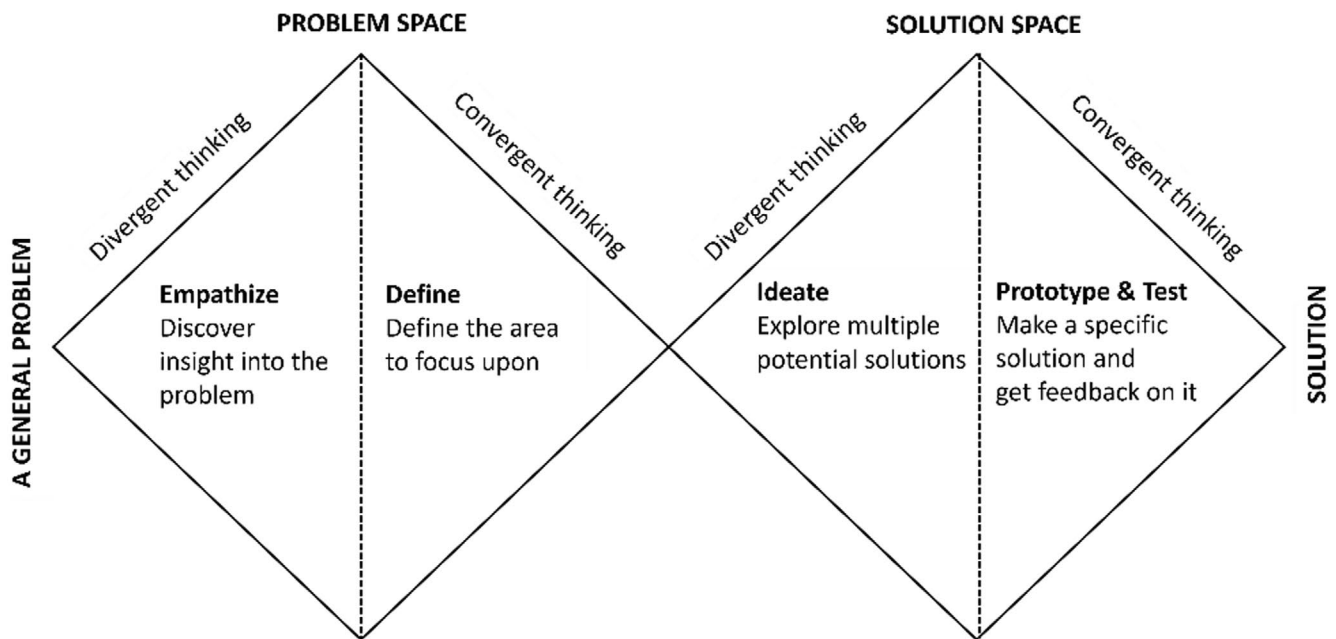 PROBLEM SPACE
SOLUTION SPACE
A GENERAL PROBLEM
Divergent thinking
Convergent thinking
Divergent thinking
Convergent thinking
Empathize
Discover
insight into the
problem
Define
Define the area
to focus upon
Ideate
Explore multiple
potential solutions
Prototype & Test
Make a specific
solution and
get feedback on it
SOLUTION